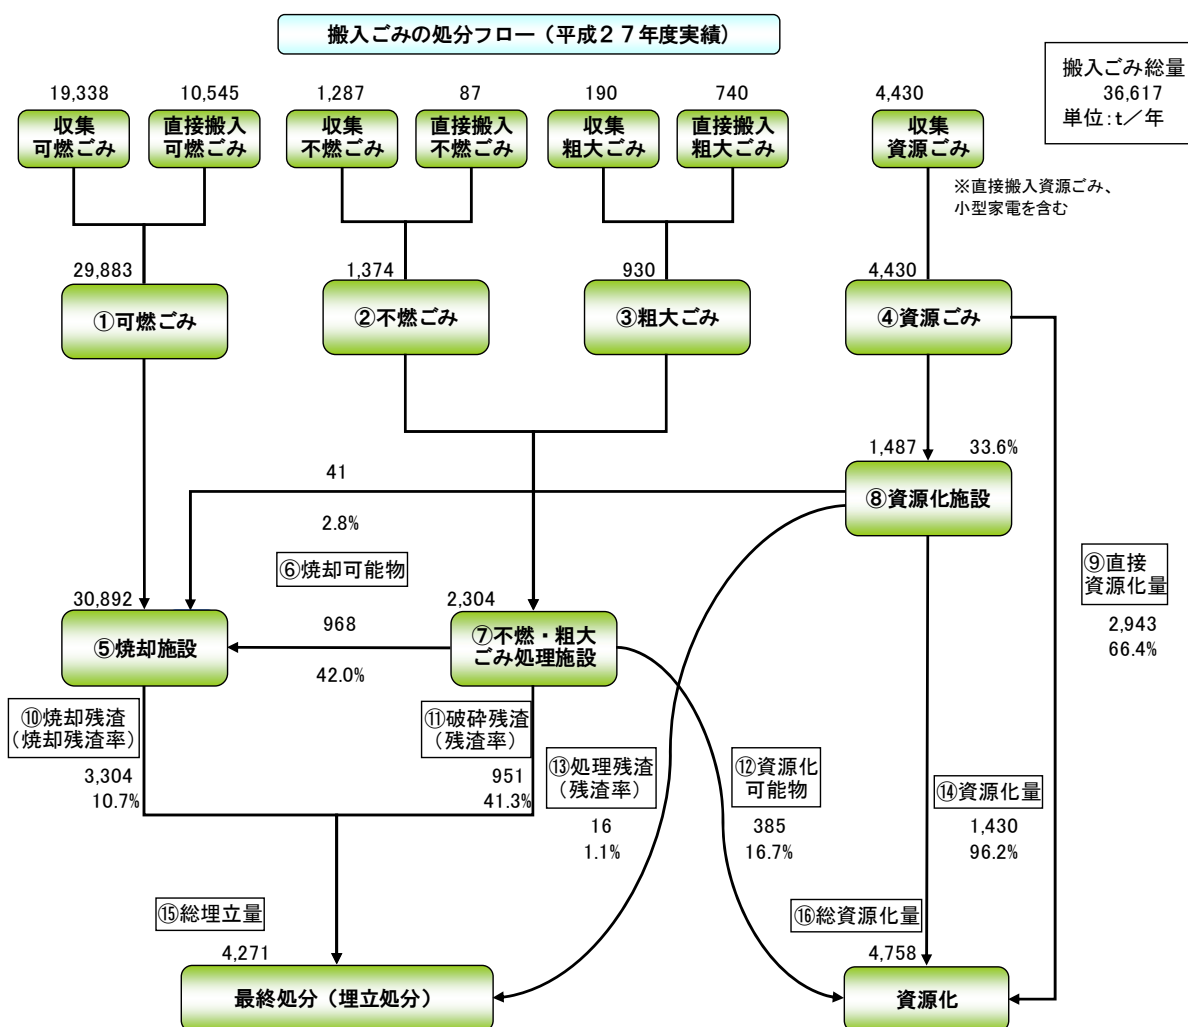 搬入ごみの処分フロー（平成２７年度実績）
搬入ごみ総量
36,617
単位：t／年
19,338
収集
可燃ごみ
10,545
直接搬入
可燃ごみ
1,287
収集
不燃ごみ
87
直接搬入
不燃ごみ
190
収集
粗大ごみ
740
直接搬入
粗大ごみ
4,430
収集
資源ごみ
※直接搬入資源ごみ、
小型家電を含む
29,883
①可燃ごみ
1,374
②不燃ごみ
930
③粗大ごみ
4,430
④資源ごみ
1,487 33.6%
⑧資源化施設
41
2.8%
⑥焼却可能物
⑨直接
資源化量
2,943
66.4%
30,892
⑤焼却施設
968
42.0%
2,304
⑦不燃・粗大
ごみ処理施設
⑩焼却残渣
（焼却残渣率）
3,304
10.7%
⑪破砕残渣
（残渣率）
951
41.3%
⑬処理残渣
（残渣率）
16
1.1%
⑫資源化
可能物
385
16.7%
⑭資源化量
1,430
96.2%
⑮総埋立量
4,271
最終処分（埋立処分）
⑯総資源化量
4,758
資源化